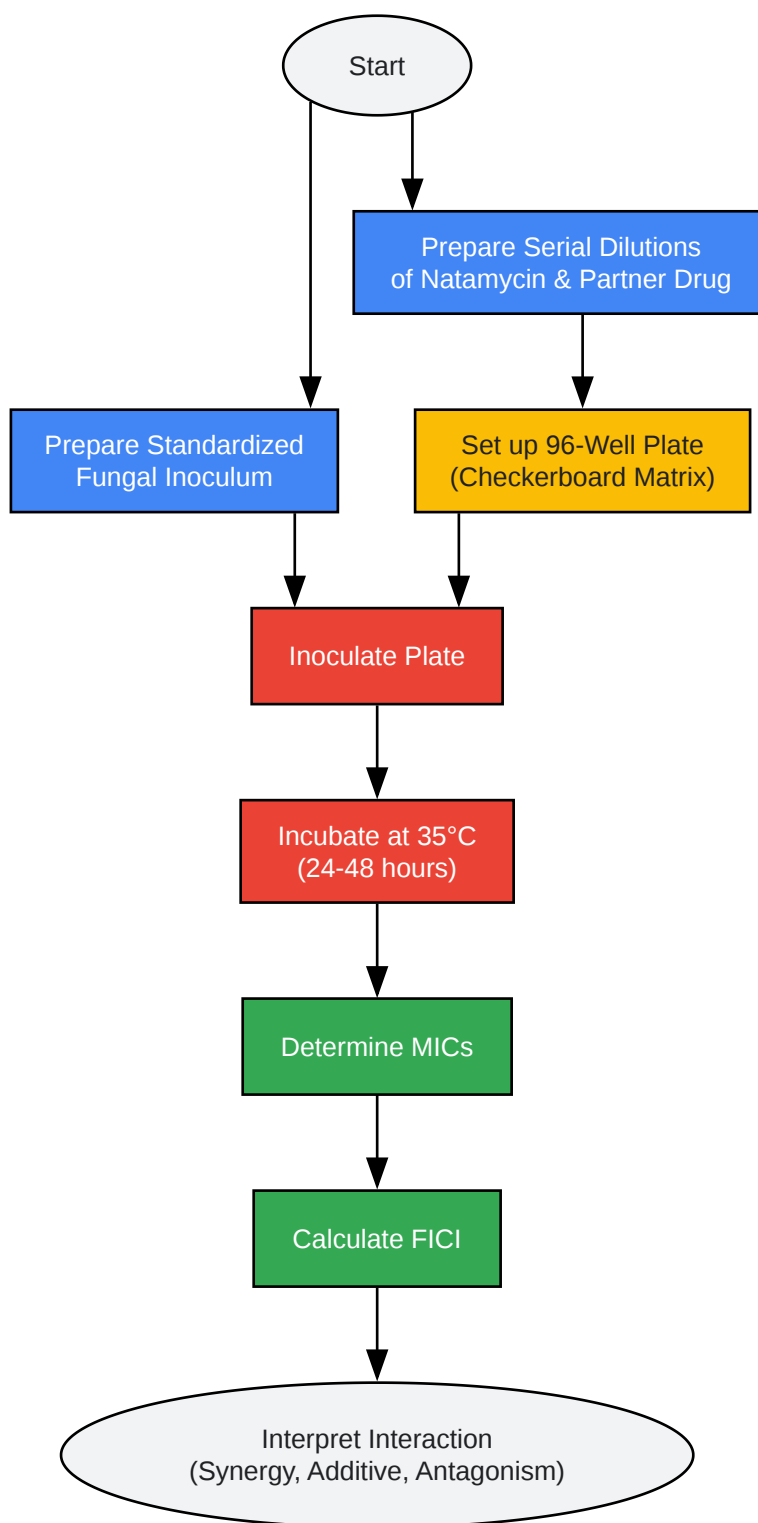 Start
Prepare Serial Dilutions
of Natamycin & Partner Drug
Prepare Standardized
Fungal Inoculum
Set up 96-Well Plate
(Checkerboard Matrix)
Inoculate Plate
Incubate at 35°C
(24-48 hours)
Determine MICs
Calculate FICI
Interpret Interaction
(Synergy, Additive, Antagonism)